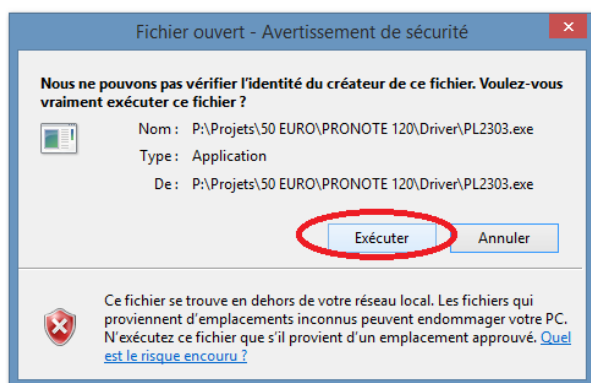 Fichier ouvert - Avertissement de sécurité
Nous ne pouvons pas vérifier l'identité du créateur de ce fichier. Voulez-vous
vraiment exécuter ce fichier ?
Nom : P:\Projets\50 EURO\PRONOTE 120\Driver\PL2303.exe
Type : Application
De : P:\Projets\50 EURO\PRONOTE 120\Driver\PL2303.exe
Exécuter Annuler
Ce fichier se trouve en dehors de votre réseau local. Les fichiers qui
proviennent d'emplacements inconnus peuvent endommager votre PC.
N'exécutez ce fichier que s'il provient d'un emplacement approuvé. Quel
est le risque encouru ?